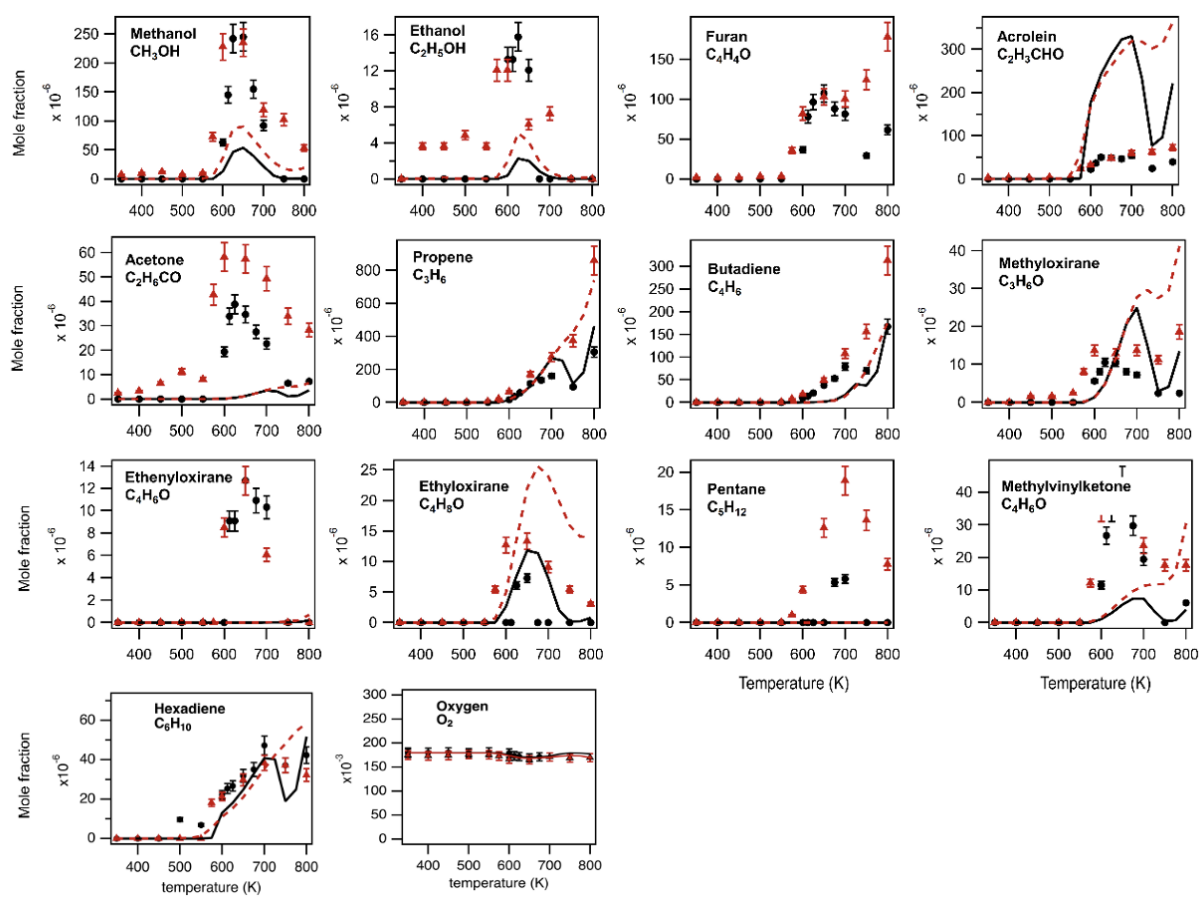 Mole fraction
x 10⁻⁶
Methanol
CH₃OH
250
200
150
100
50
0
400 500 600 700 800
x 10⁻⁶
Ethanol
C₂H₅OH
16
12
8
4
0
400 500 600 700 800
x 10⁻⁶
Furan
C₄H₄O
150
100
50
0
400 500 600 700 800
x 10⁻⁶
Acrolein
C₂H₃CHO
300
200
150
100
50
0
400 500 600 700 800
Mole fraction
x 10⁻⁶
Acetone
C₂H₆CO
60
50
40
30
20
10
0
400 500 600 700 800
x 10⁻⁶
Propene
C₃H₆
800
600
400
200
0
400 500 600 700 800
x 10⁻⁶
Butadiene
C₄H₆
300
250
200
150
100
50
0
400 500 600 700 800
x 10⁻⁶
Methyloxirane
C₃H₆O
40
30
20
10
0
400 500 600 700 800
Mole fraction
x 10⁻⁶
Ethenyloxirane
C₄H₆O
14
12
10
8
6
4
2
0
400 500 600 700 800
x 10⁻⁶
Ethyloxirane
C₄H₈O
25
20
15
10
5
0
400 500 600 700 800
x 10⁻⁶
Pentane
C₅H₁₂
20
15
10
5
0
400 500 600 700 800
Temperature (K)
x 10⁻⁶
Methylvinylketone
C₄H₆O
40
30
20
10
0
400 500 600 700 800
Temperature (K)
Mole fraction
x10⁻⁶
Hexadiene
C₆H₁₀
60
40
20
0
400 500 600 700 800
temperature (K)
x10⁻³
Oxygen
O₂
300
250
200
150
100
50
0
400 500 600 700 800
temperature (K)